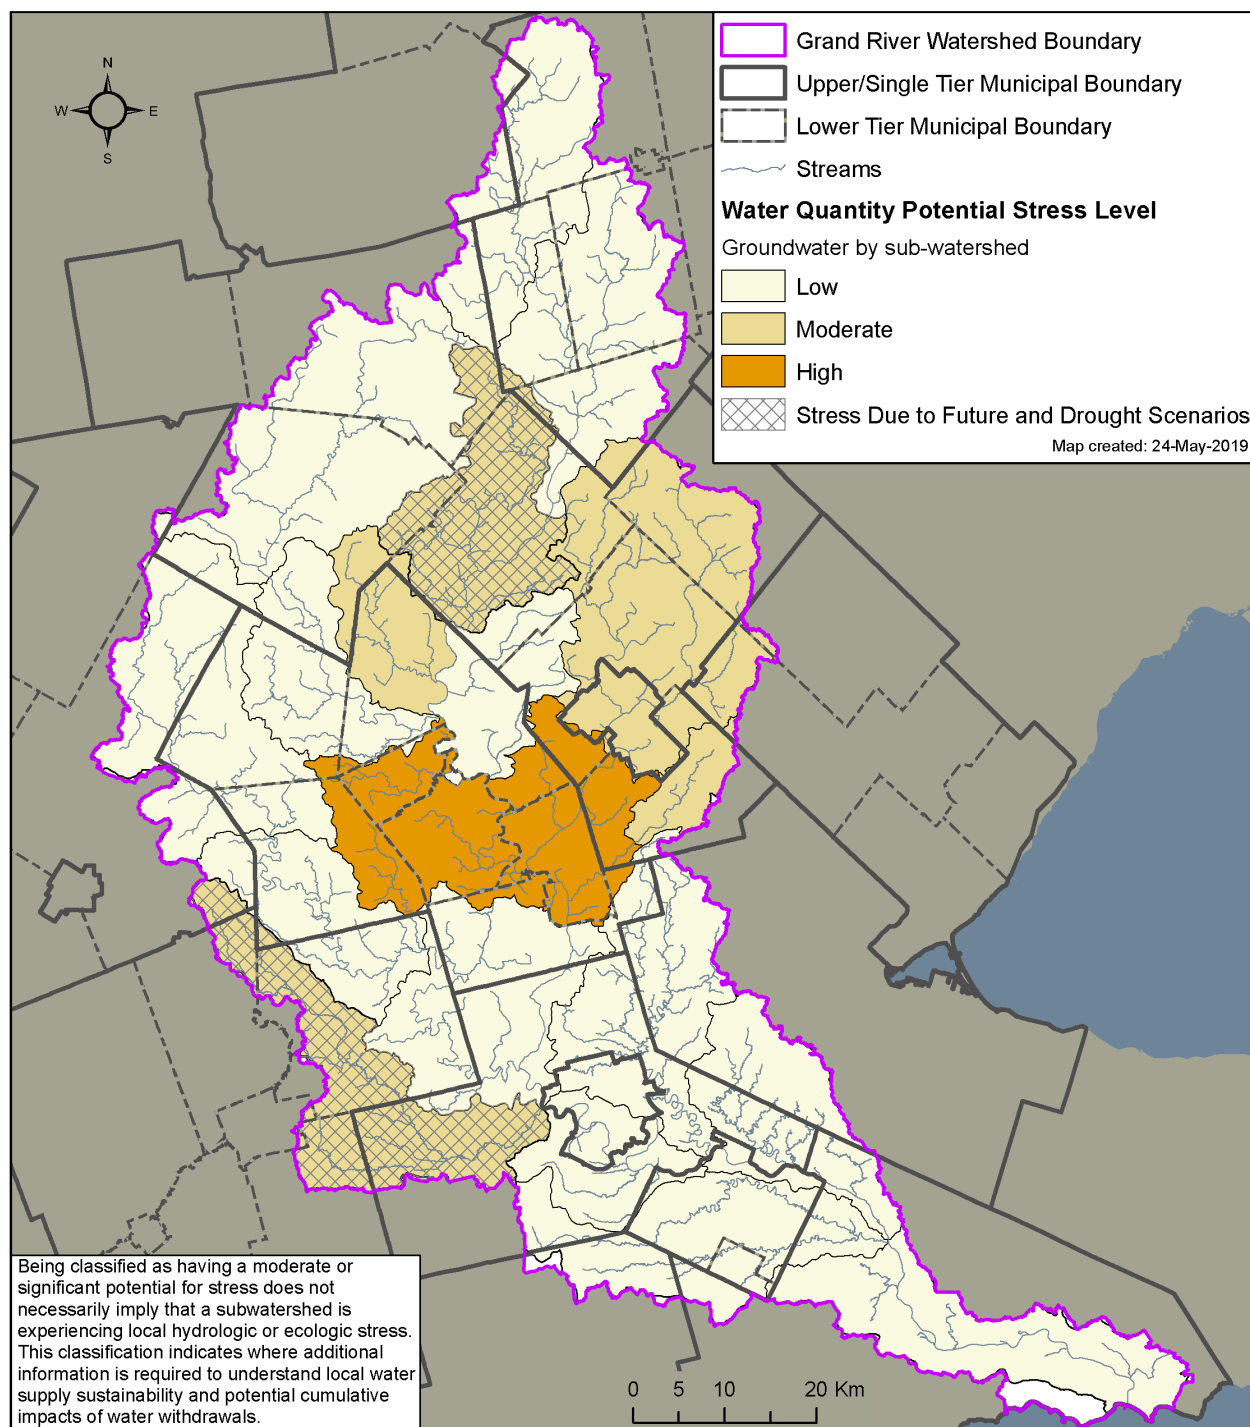 N
W
E
S
Grand River Watershed Boundary
Upper/Single Tier Municipal Boundary
Lower Tier Municipal Boundary
Streams
Water Quantity Potential Stress Level
Groundwater by sub-watershed
Low
Moderate
High
Stress Due to Future and Drought Scenarios
Map created: 24-May-2019
Being classified as having a moderate or
significant potential for stress does not
necessarily imply that a subwatershed is
experiencing local hydrologic or ecologic stress.
This classification indicates where additional
information is required to understand local water
supply sustainability and potential cumulative
impacts of water withdrawals.
0 5 10 20 Km